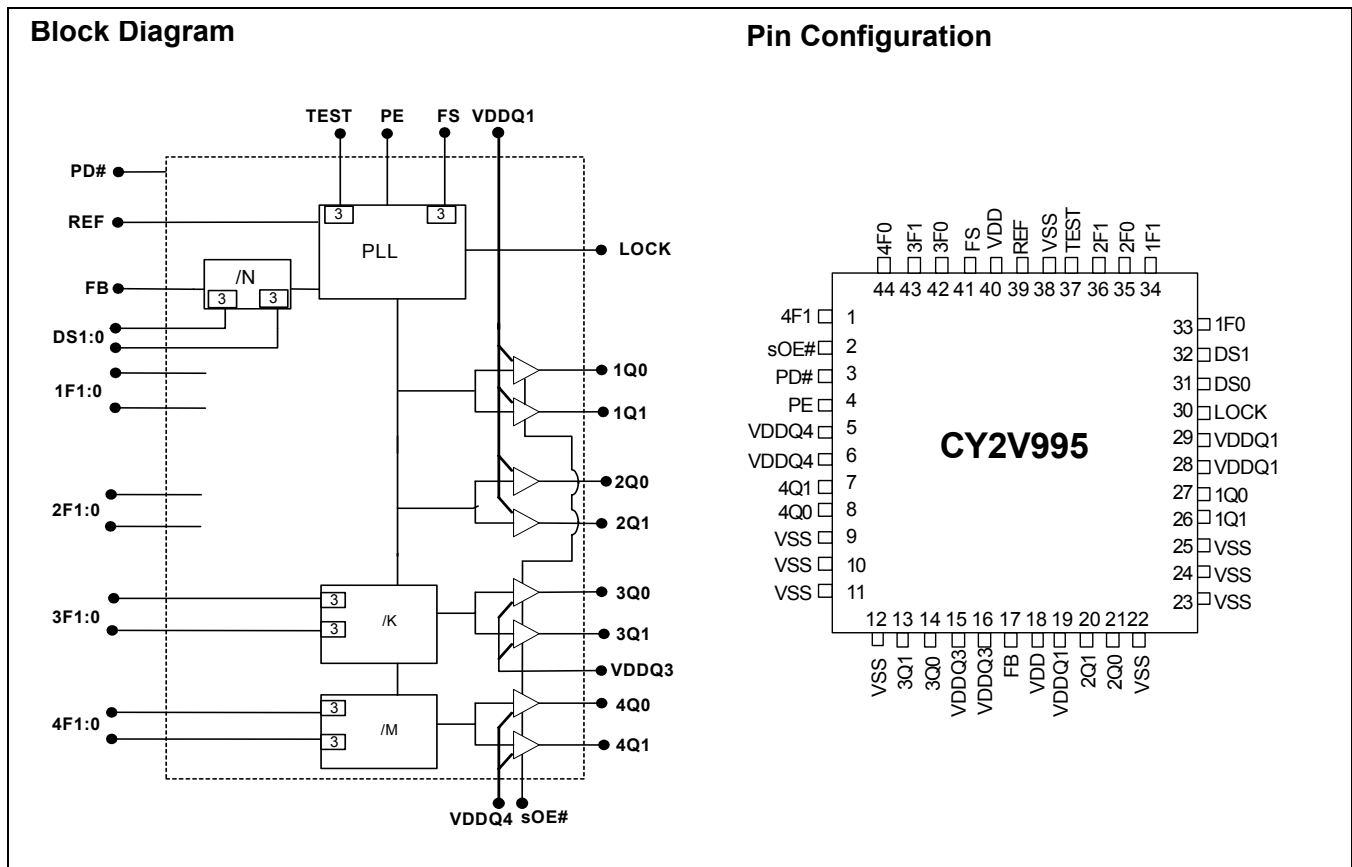 Block Diagram
Pin Configuration
TEST PE FS VDDQ1
PD#
REF
FB
DS1:0
1F1:0
2F1:0
3F1:0
4F1:0
3
3
PLL
/N
3 3
3
3
/K
3
3
/M
LOCK
1Q0
1Q1
2Q0
2Q1
3Q0
3Q1
VDDQ3
4Q0
4Q1
VDDQ4 sOE#
4F0 3F1 3F0 FS VDD REF VSS TEST 2F1 2F0 1F1
44 43 42 41 40 39 38 37 36 35 34
4F1 1
sOE# 2
PD# 3
PE 4
VDDQ4 5
VDDQ4 6
4Q1 7
4Q0 8
VSS 9
VSS 10
VSS 11
CY2V995
33 1F0
32 DS1
31 DS0
30 LOCK
29 VDDQ1
28 VDDQ1
27 1Q0
26 1Q1
25 VSS
24 VSS
23 VSS
12 13 14 15 16 17 18 19 20 21 22
VSS 3Q1 3Q0 VDDQ3 VDDQ3 FB VDD VDDQ1 2Q1 2Q0 VSS